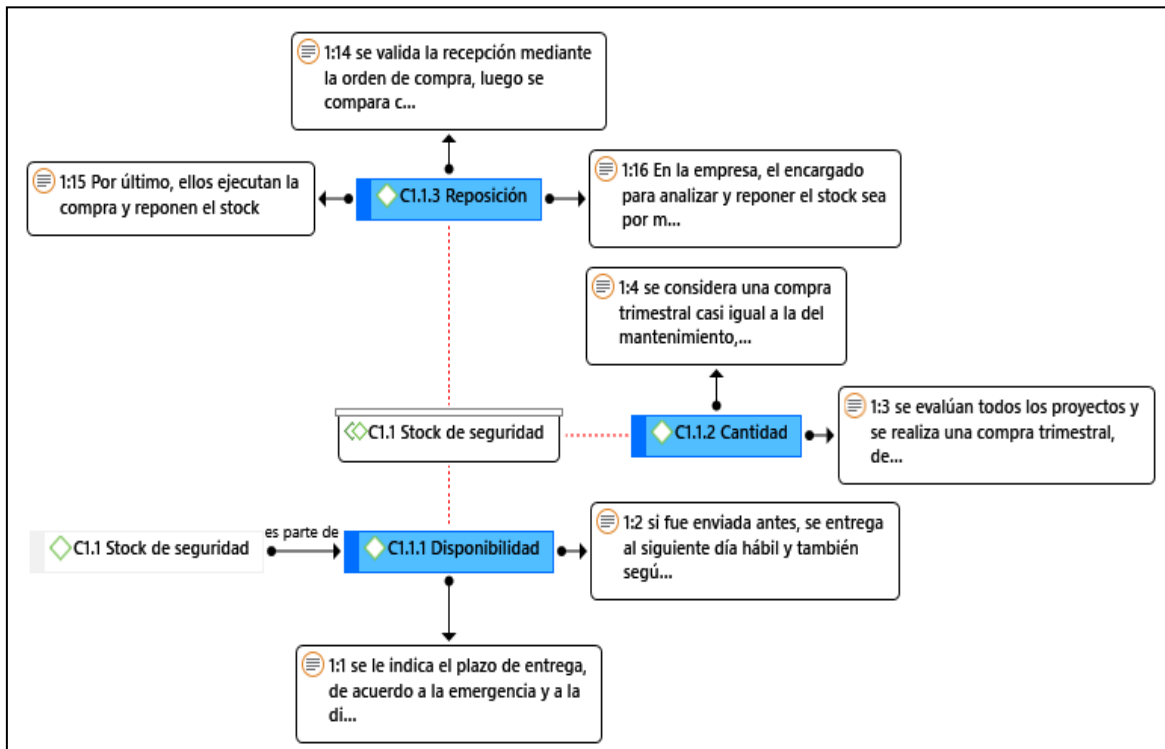 1:14 se valida la recepción mediante
la orden de compra, luego se
compara c...
1:15 Por último, ellos ejecutan la
compra y reponen el stock
C1.1.3 Reposición
1:16 En la empresa, el encargado
para analizar y reponer el stock sea
por m...
1:4 se considera una compra
trimestral casi igual a la del
mantenimiento,...
C1.1 Stock de seguridad
C1.1.2 Cantidad
1:3 se evalúan todos los proyectos y
se realiza una compra trimestral,
de...
C1.1 Stock de seguridad
es parte de
C1.1.1 Disponibilidad
1:2 si fue enviada antes, se entrega
al siguiente día hábil y también
segú...
1:1 se le indica el plazo de entrega,
de acuerdo a la emergencia y a la
di...